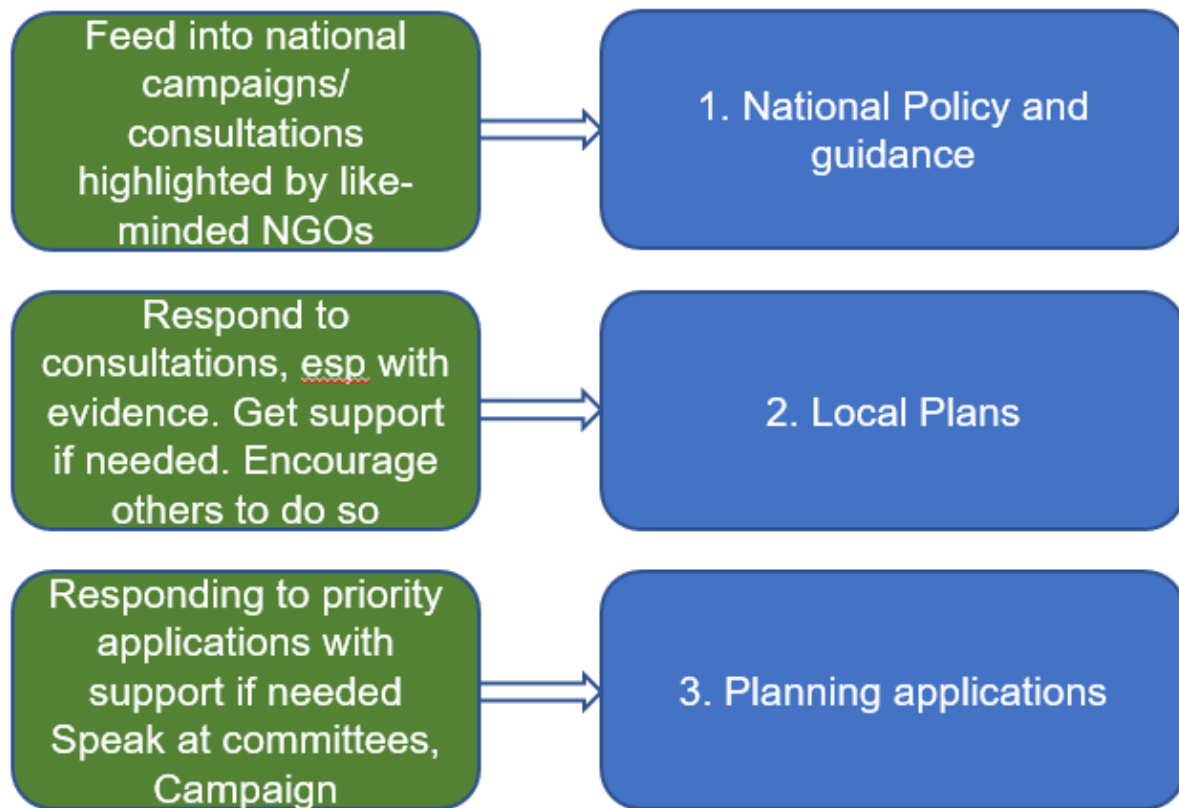 Feed into national
campaigns/
consultations
highlighted by like-
minded NGOs
1. National Policy and
guidance
Respond to
consultations, esp with
evidence. Get support
if needed. Encourage
others to do so
2. Local Plans
Responding to priority
applications with
support if needed
Speak at committees,
Campaign
3. Planning applications